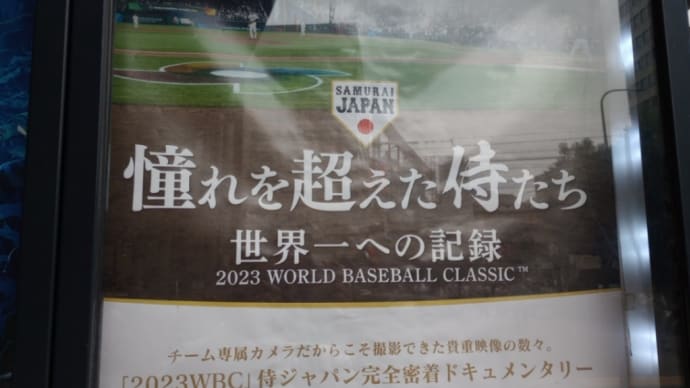 SAMURAI
JAPAN
憧れを超えた侍たち
世界一への記録
2023 WORLD BASEBALL CLASSIC™
チーム専属カメラだからこそ撮影できた貴重映像の数々。
「2023WBC」侍ジャパン完全密着ドキュメンタリー